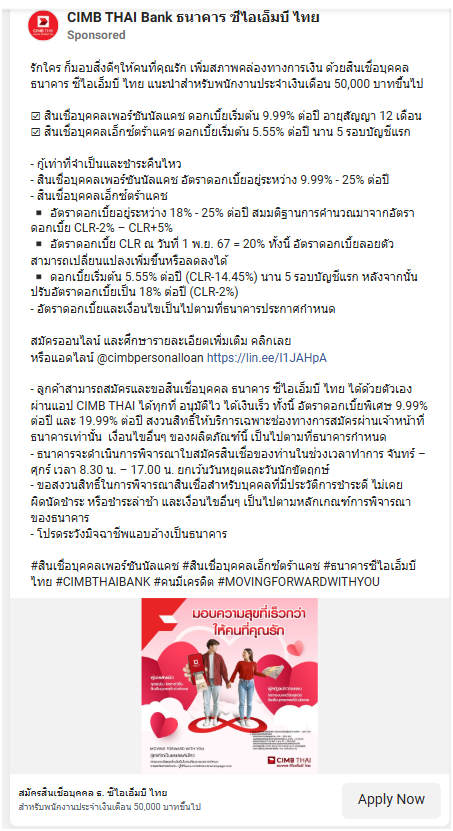 CIMB THAI Bank ธนาคาร ซีไอเอ็มบี ไทย
Sponsored
รักใคร ก็มอบสิ่งดีๆให้คนที่คุณรัก เพิ่มสภาพคล่องทางการเงิน ด้วยสินเชื่อบุคคล
ธนาคาร ซีไอเอ็มบี ไทย แนะนำสำหรับพนักงานประจำเงินเดือน 50,000 บาทขึ้นไป
☑ สินเชื่อบุคคลเพอร์ซันนัลแคช ดอกเบี้ยเริ่มต้น 9.99% ต่อปี อายุสัญญา 12 เดือน
☑ สินเชื่อบุคคลเอ็กซ์ตร้าแคช ดอกเบี้ยเริ่มต้น 5.55% ต่อปี นาน 5 รอบบัญชีแรก
- กู้เท่าที่จำเป็นและชำระคืนไหว
- สินเชื่อบุคคลเพอร์ซันนัลแคช อัตราดอกเบี้ยอยู่ระหว่าง 9.99% - 25% ต่อปี
- สินเชื่อบุคคลเอ็กซ์ตร้าแคช
▪ อัตราดอกเบี้ยอยู่ระหว่าง 18% - 25% ต่อปี สมมติฐานการคำนวณมาจากอัตรา
ดอกเบี้ย CLR-2% – CLR+5%
▪ อัตราดอกเบี้ย CLR ณ วันที่ 1 พ.ย. 67 = 20% ทั้งนี้ อัตราดอกเบี้ยลอยตัว
สามารถเปลี่ยนแปลงเพิ่มขึ้นหรือลดลงได้
▪ ดอกเบี้ยเริ่มต้น 5.55% ต่อปี (CLR-14.45%) นาน 5 รอบบัญชีแรก หลังจากนั้น
ปรับอัตราดอกเบี้ยเป็น 18% ต่อปี (CLR-2%)
- อัตราดอกเบี้ยและเงื่อนไขเป็นไปตามที่ธนาคารประกาศกำหนด
สมัครออนไลน์ และศึกษารายละเอียดเพิ่มเติม คลิกเลย
หรือแอดไลน์ @cimbpersonalloan https://lin.ee/I1JAHpA
- ลูกค้าสามารถสมัครและขอสินเชื่อบุคคล ธนาคาร ซีไอเอ็มบี ไทย ได้ด้วยตัวเอง
ผ่านแอป CIMB THAI ได้ทุกที่ อนุมัติไว ได้เงินเร็ว ทั้งนี้ อัตราดอกเบี้ยพิเศษ 9.99%
ต่อปี และ 19.99% ต่อปี สงวนสิทธิ์ให้บริการเฉพาะช่องทางการสมัครผ่านเจ้าหน้าที่
ธนาคารเท่านั้น เงื่อนไขอื่นๆ ของผลิตภัณฑ์นี้ เป็นไปตามที่ธนาคารกำหนด
- ธนาคารจะดำเนินการพิจารณาใบสมัครสินเชื่อของท่านในช่วงเวลาทำการ จันทร์ –
ศุกร์ เวลา 8.30 น. – 17.00 น. ยกเว้นวันหยุดและวันนักขัตฤกษ์
- ขอสงวนสิทธิ์ในการพิจารณาสินเชื่อสำหรับบุคคลที่มีประวัติการชำระดี ไม่เคย
ผิดนัดชำระ หรือชำระล่าช้า และเงื่อนไขอื่นๆ เป็นไปตามหลักเกณฑ์การพิจารณา
ของธนาคาร
- โปรดระวังมิจฉาชีพแอบอ้างเป็นธนาคาร
#สินเชื่อบุคคลเพอร์ซันนัลแคช #สินเชื่อบุคคลเอ็กซ์ตร้าแคช #ธนาคารซีไอเอ็มบี
ไทย #CIMBTHAIBANK #คนมีเครดิต #MOVINGFORWARDWITHYOU
มอบความสุขที่เร็วกว่า
ให้คนที่คุณรัก
MOVING FORWARD WITH YOU
CIMB THAI
สมัครสินเชื่อบุคคล ธ. ซีไอเอ็มบี ไทย
สำหรับพนักงานประจำเงินเดือน 50,000 บาทขึ้นไป
Apply Now